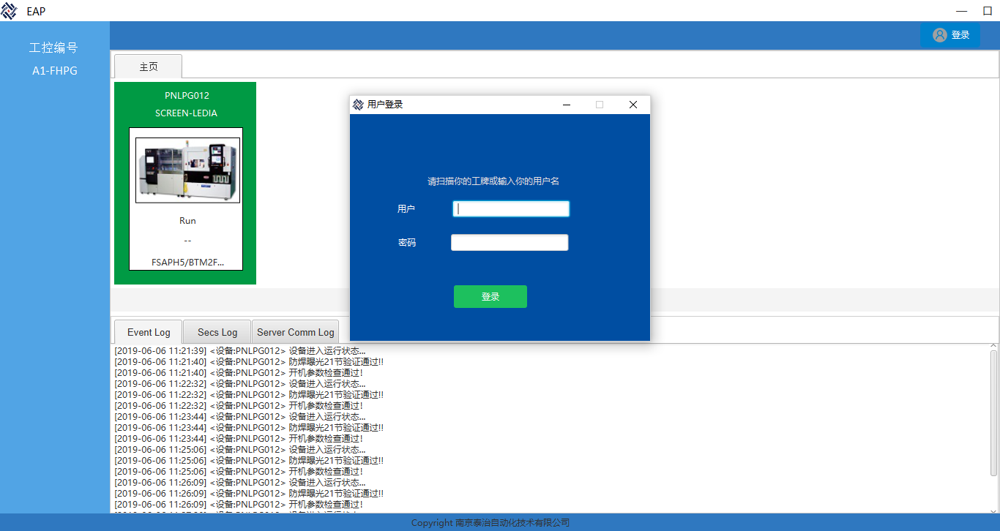 EAP
登录
工控编号
A1-FHPG
主页
PNLPG012
SCREEN-LEDIA
Run
--
FSAPH5/BTM2F...
用户登录
请扫描你的工牌或输入你的用户名
用户
密码
登录
Event Log
Secs Log
Server Comm Log
[2019-06-06 11:21:39] <设备:PNLPG012> 设备进入运行状态...
[2019-06-06 11:21:40] <设备:PNLPG012> 防焊曝光21节验证通过!!
[2019-06-06 11:21:40] <设备:PNLPG012> 开机参数检查通过!
[2019-06-06 11:22:32] <设备:PNLPG012> 设备进入运行状态...
[2019-06-06 11:22:32] <设备:PNLPG012> 防焊曝光21节验证通过!!
[2019-06-06 11:22:32] <设备:PNLPG012> 开机参数检查通过!
[2019-06-06 11:23:44] <设备:PNLPG012> 设备进入运行状态...
[2019-06-06 11:23:44] <设备:PNLPG012> 防焊曝光21节验证通过!!
[2019-06-06 11:23:44] <设备:PNLPG012> 开机参数检查通过!
[2019-06-06 11:25:06] <设备:PNLPG012> 设备进入运行状态...
[2019-06-06 11:25:06] <设备:PNLPG012> 防焊曝光21节验证通过!!
[2019-06-06 11:25:06] <设备:PNLPG012> 开机参数检查通过!
[2019-06-06 11:26:09] <设备:PNLPG012> 设备进入运行状态...
[2019-06-06 11:26:09] <设备:PNLPG012> 防焊曝光21节验证通过!!
[2019-06-06 11:26:09] <设备:PNLPG012> 开机参数检查通过!
Copyright 南京泰治自动化技术有限公司